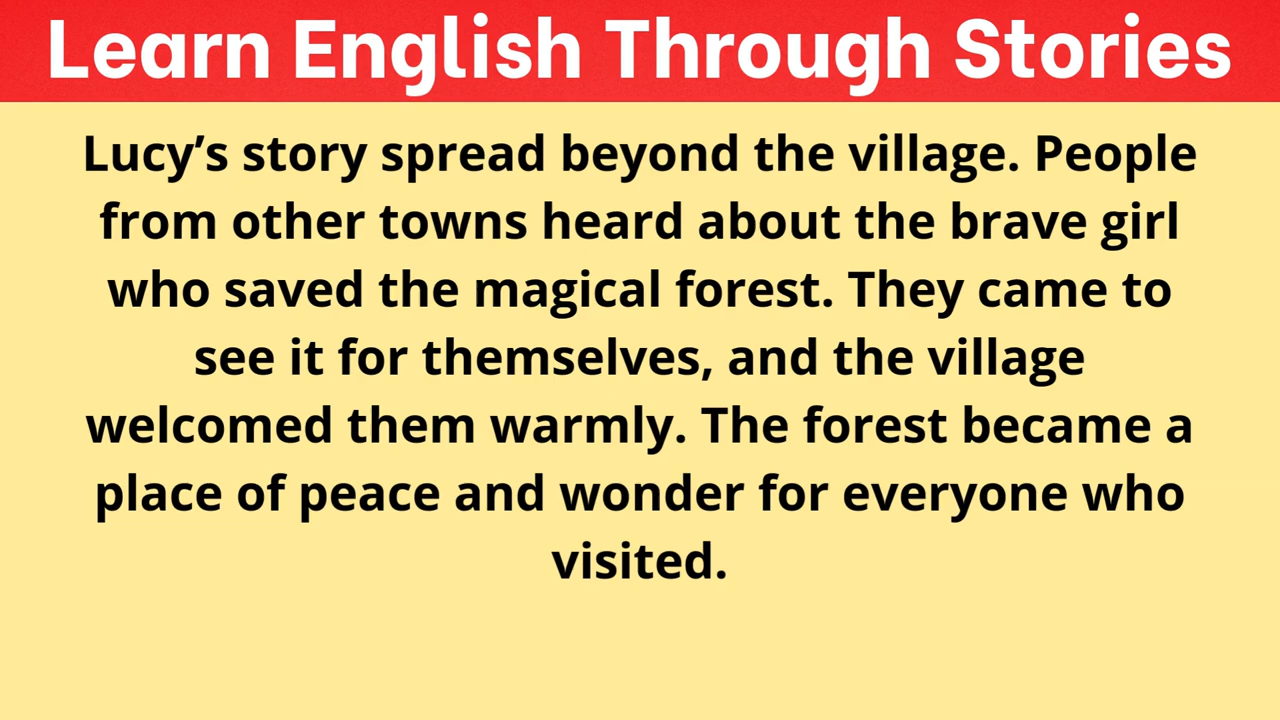 Learn English Through Stories
Lucy’s story spread beyond the village. People
from other towns heard about the brave girl
who saved the magical forest. They came to
see it for themselves, and the village
welcomed them warmly. The forest became a
place of peace and wonder for everyone who
visited.